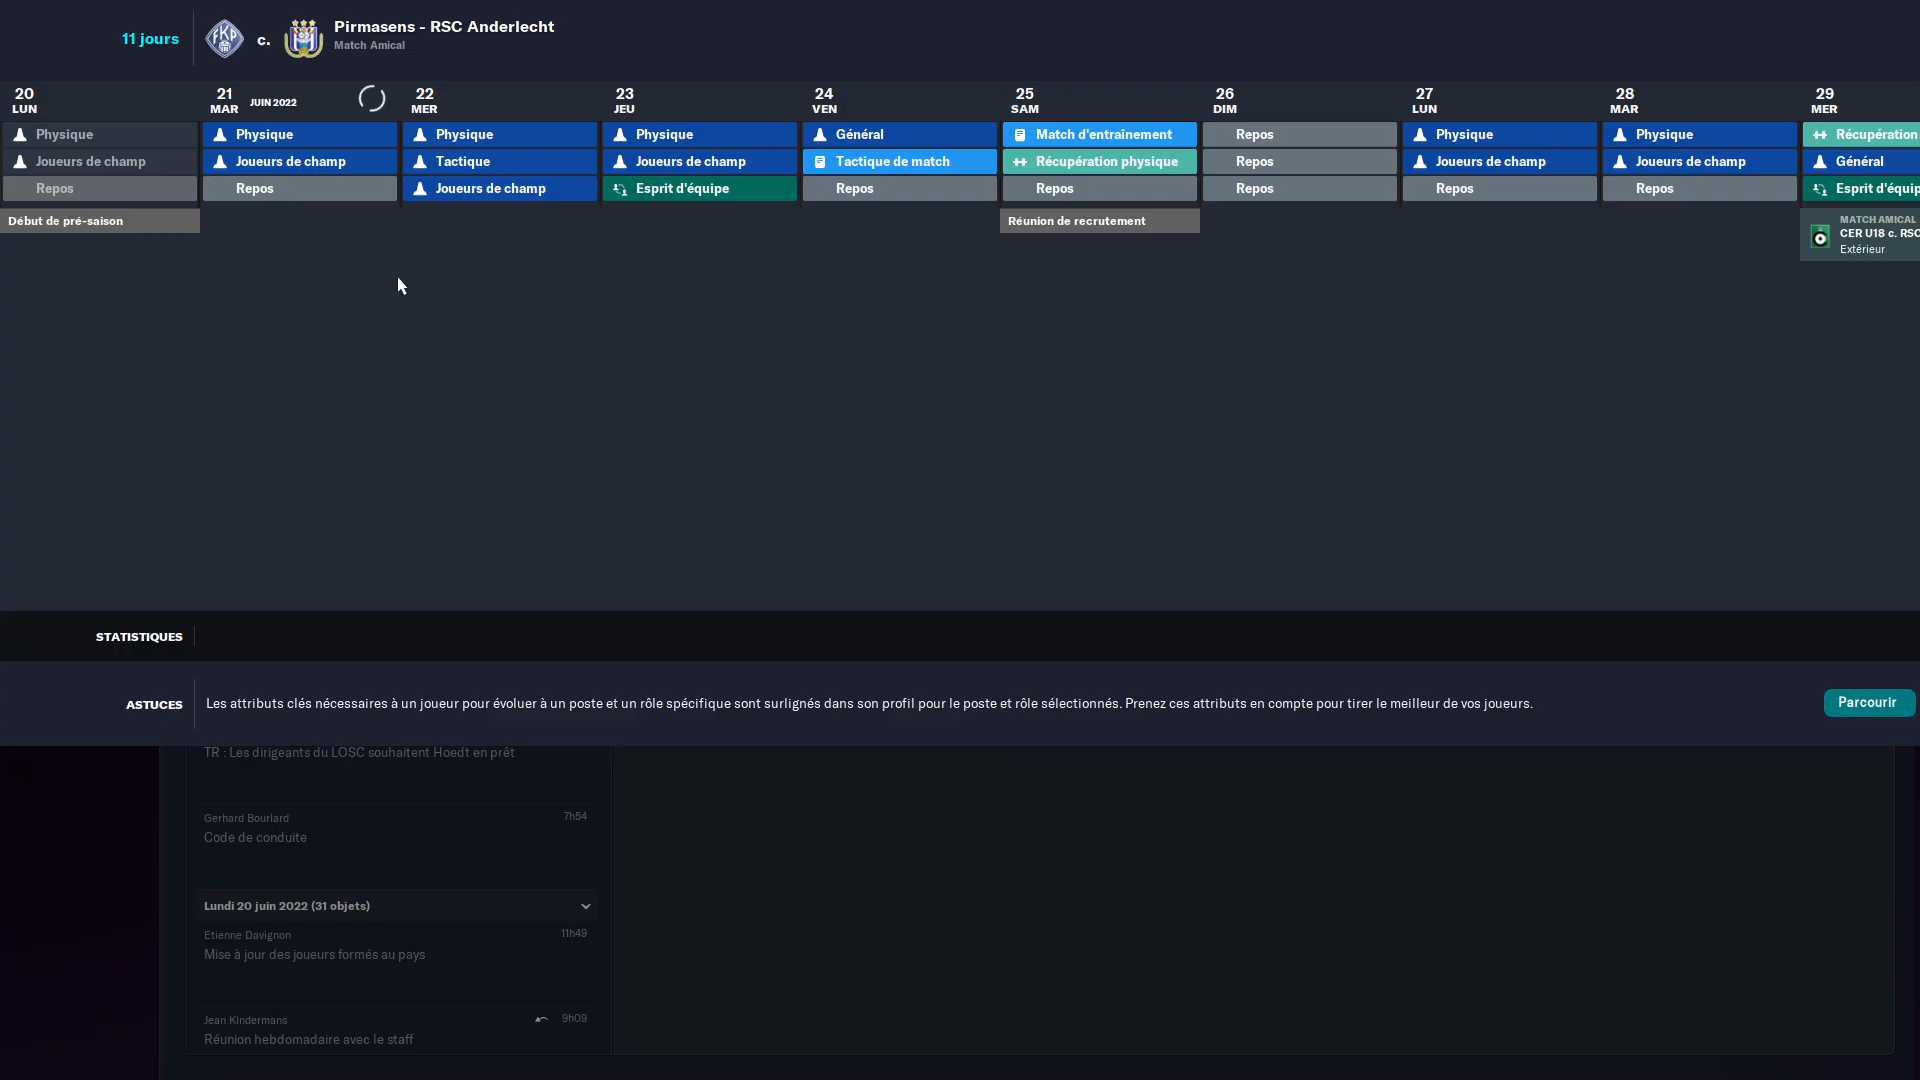 11 jours
c.
Pirmasens - RSC Anderlecht
Match Amical
20
LUN
21
MAR JUIN 2022
22
MER
23
JEU
24
VEN
25
SAM
26
DIM
27
LUN
28
MAR
29
MER
Physique
Physique
Physique
Physique
Général
Match d'entraînement
Repos
Physique
Physique
Récupération
Joueurs de champ
Joueurs de champ
Tactique
Joueurs de champ
Tactique de match
Récupération physique
Repos
Joueurs de champ
Joueurs de champ
Général
Repos
Repos
Joueurs de champ
Esprit d'équipe
Repos
Repos
Repos
Repos
Repos
Esprit d'équip
Début de pré-saison
Réunion de recrutement
MATCH AMICAL
CER U18 c. RSC
Extérieur
STATISTIQUES
ASTUCES
Les attributs clés nécessaires à un joueur pour évoluer à un poste et un rôle spécifique sont surlignés dans son profil pour le poste et rôle sélectionnés. Prenez ces attributs en compte pour tirer le meilleur de vos joueurs.
Parcourir
TR : Les dirigeants du LOSC souhaitent Hoedt en prêt
Gerhard Bourlard 7h54
Code de conduite
Lundi 20 juin 2022 (31 objets)
Etienne Davignon 11h49
Mise à jour des joueurs formés au pays
Jean Kindermans 9h09
Réunion hebdomadaire avec le staff